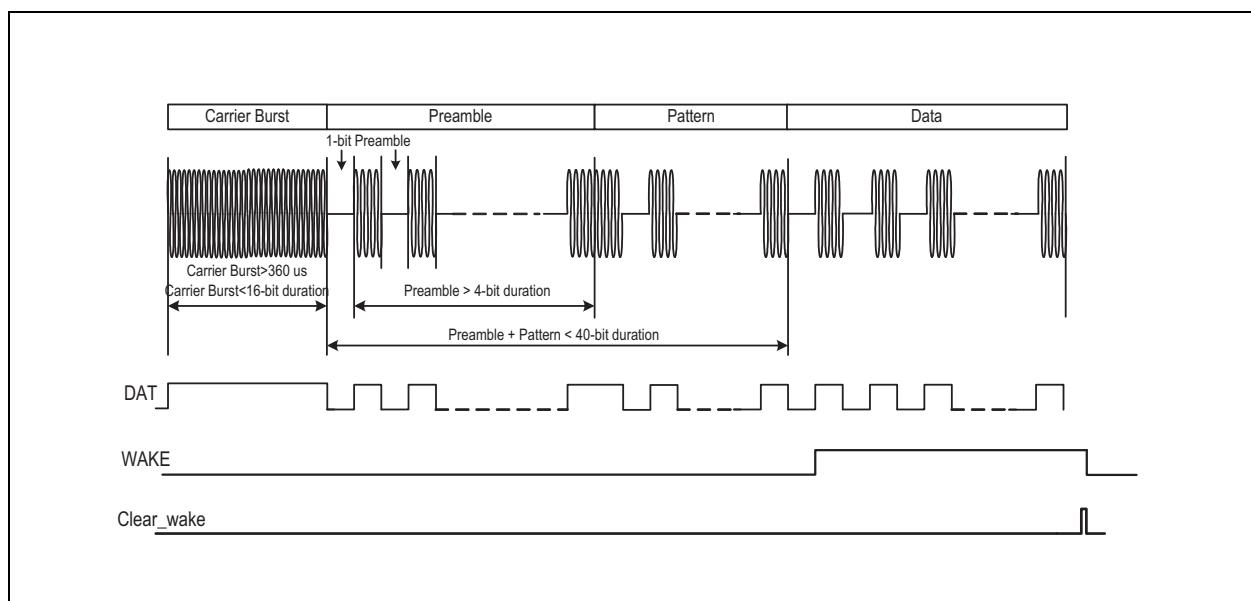 Carrier Burst Preamble Pattern Data
1-bit Preamble
Carrier Burst>360 us
Carrier Burst<16-bit duration
Preamble > 4-bit duration
Preamble + Pattern < 40-bit duration
DAT
WAKE
Clear_wake